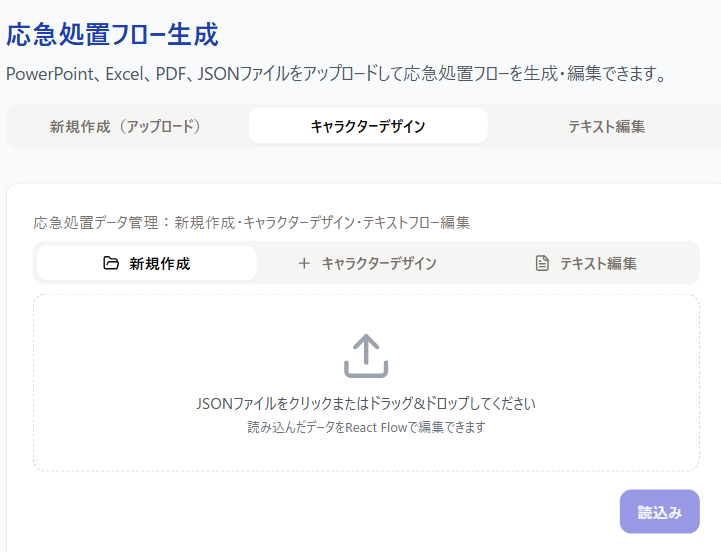 応急処置フロー生成
PowerPoint、Excel、PDF、JSONファイルをアップロードして応急処置フローを生成・編集できます。
新規作成（アップロード） キャラクターデザイン テキスト編集
応急処置データ管理：新規作成・キャラクターデザイン・テキストフロー編集
新規作成 キャラクターデザイン テキスト編集
JSONファイルをクリックまたはドラッグ&ドロップしてください
読み込んだデータをReact Flowで編集できます
読込み